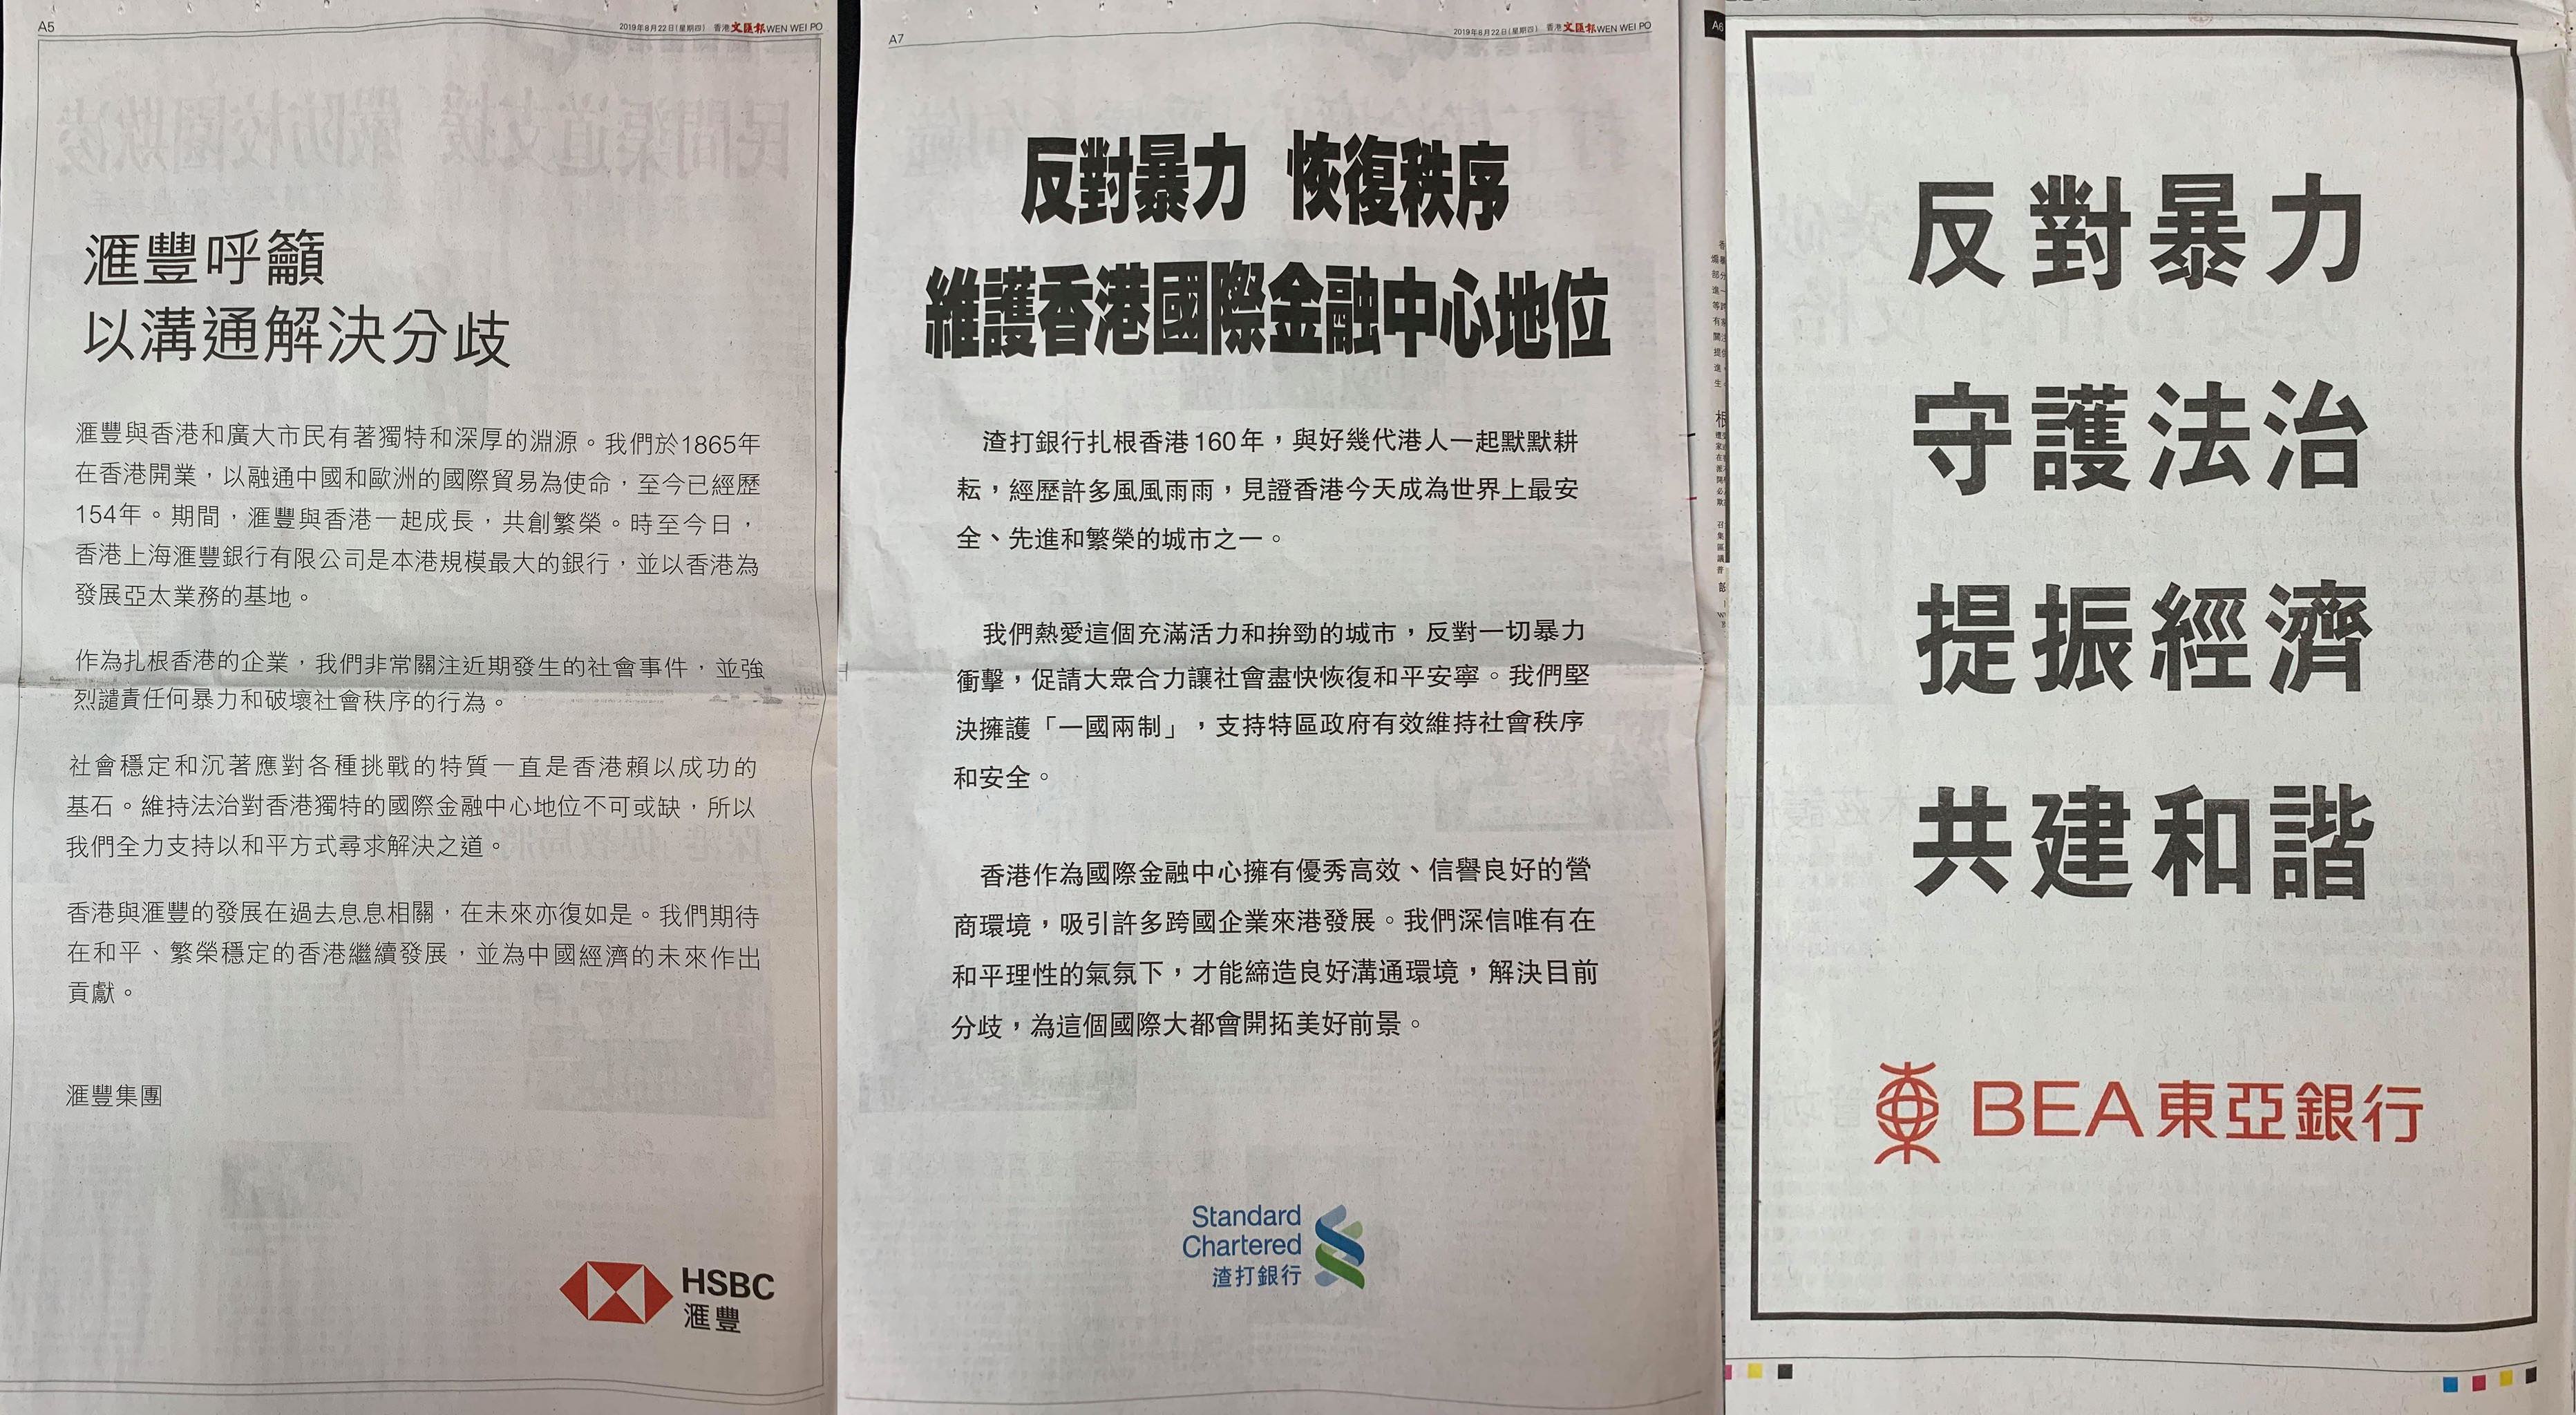 A5
2019年8月22日(星期四) 香港文匯報WEN WEI PO
滙豐呼籲
以溝通解決分歧
滙豐與香港和廣大市民有著獨特和深厚的淵源。我們於1865年
在香港開業，以融通中國和歐洲的國際貿易為使命，至今已經歷
154年。期間，滙豐與香港一起成長，共創繁榮。時至今日，
香港上海滙豐銀行有限公司是本港規模最大的銀行，並以香港為
發展亞太業務的基地。
作為扎根香港的企業，我們非常關注近期發生的社會事件，並強
烈譴責任何暴力和破壞社會秩序的行為。
社會穩定和沉著應對各種挑戰的特質一直是香港賴以成功的
基石。維持法治對香港獨特的國際金融中心地位不可或缺，所以
我們全力支持以和平方式尋求解決之道。
香港與滙豐的發展在過去息息相關，在未來亦復如是。我們期待
在和平、繁榮穩定的香港繼續發展，並為中國經濟的未來作出
貢獻。
滙豐集團
HSBC
滙豐
A7
2019年8月22日(星期四) 香港文匯報WEN WEI PO
反對暴力 恢復秩序
維護香港國際金融中心地位
渣打銀行扎根香港160年，與好幾代港人一起默默耕
耘，經歷許多風風雨雨，見證香港今天成為世界上最安
全、先進和繁榮的城市之一。
我們熱愛這個充滿活力和拚勁的城市，反對一切暴力
衝擊，促請大眾合力讓社會盡快恢復和平安寧。我們堅
決擁護「一國兩制」，支持特區政府有效維持社會秩序
和安全。
香港作為國際金融中心擁有優秀高效、信譽良好的營
商環境，吸引許多跨國企業來港發展。我們深信唯有在
和平理性的氣氛下，才能締造良好溝通環境，解決目前
分歧，為這個國際大都會開拓美好前景。
Standard
Chartered
渣打銀行
A6
反對暴力
守護法治
提振經濟
共建和諧
BEA東亞銀行